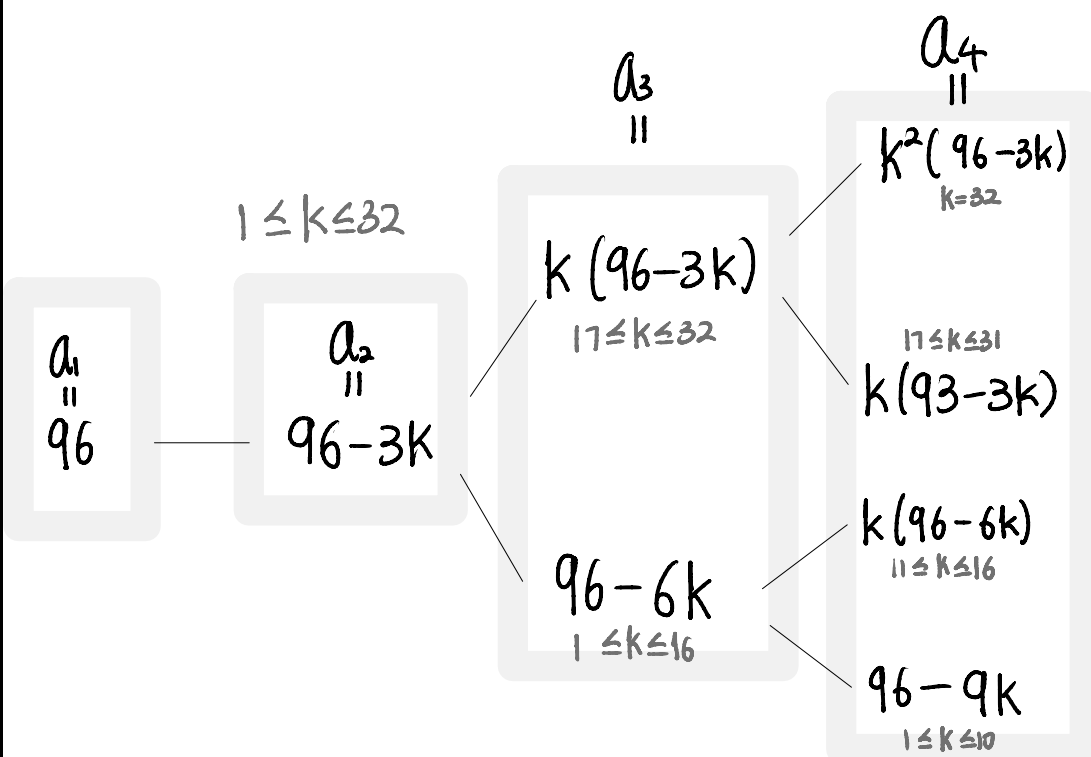 a₁
=
96
1 ≤ k ≤ 32
a₂
=
96-3k
a₃
=
k(96-3k)
17 ≤ k ≤ 32
96-6k
1 ≤ k ≤ 16
a₄
=
k²(96-3k)
k=32
17 ≤ k ≤ 31
k(93-3k)
k(96-6k)
11 ≤ k ≤ 16
96-9k
1 ≤ k ≤ 10